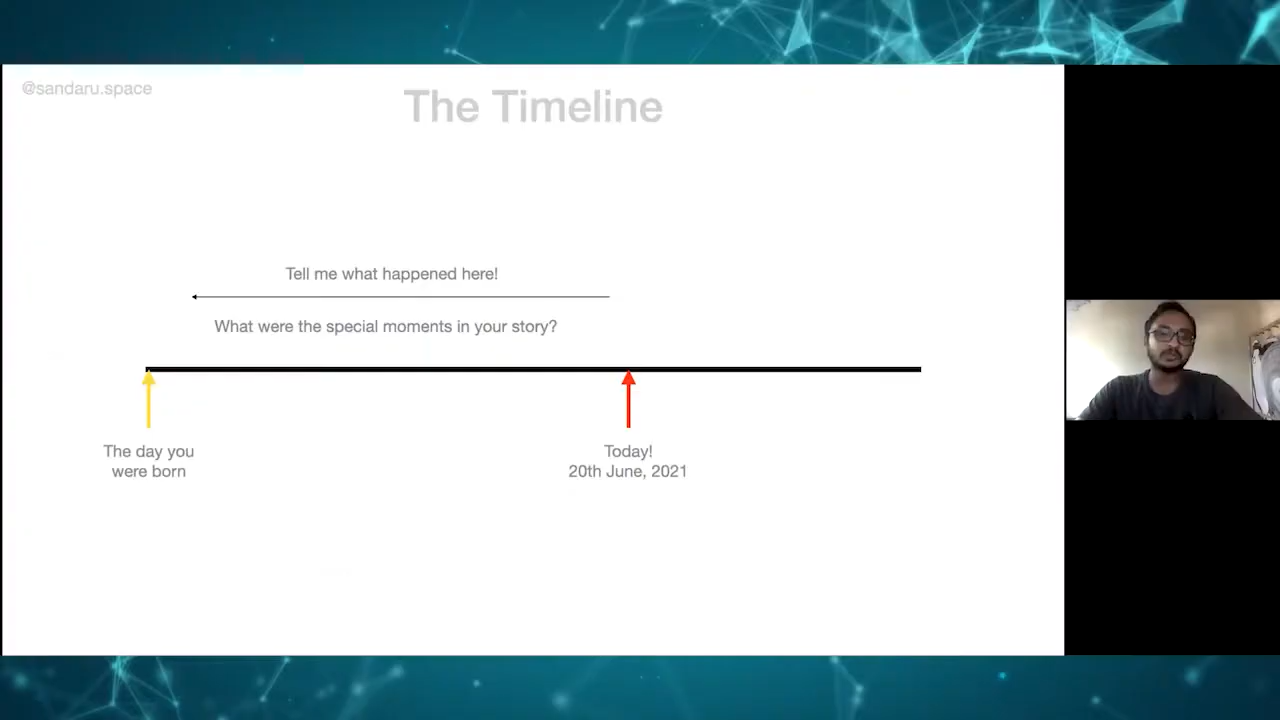 @sandaru.space
The Timeline
Tell me what happened here!
What were the special moments in your story?
The day you
were born
Today!
20th June, 2021